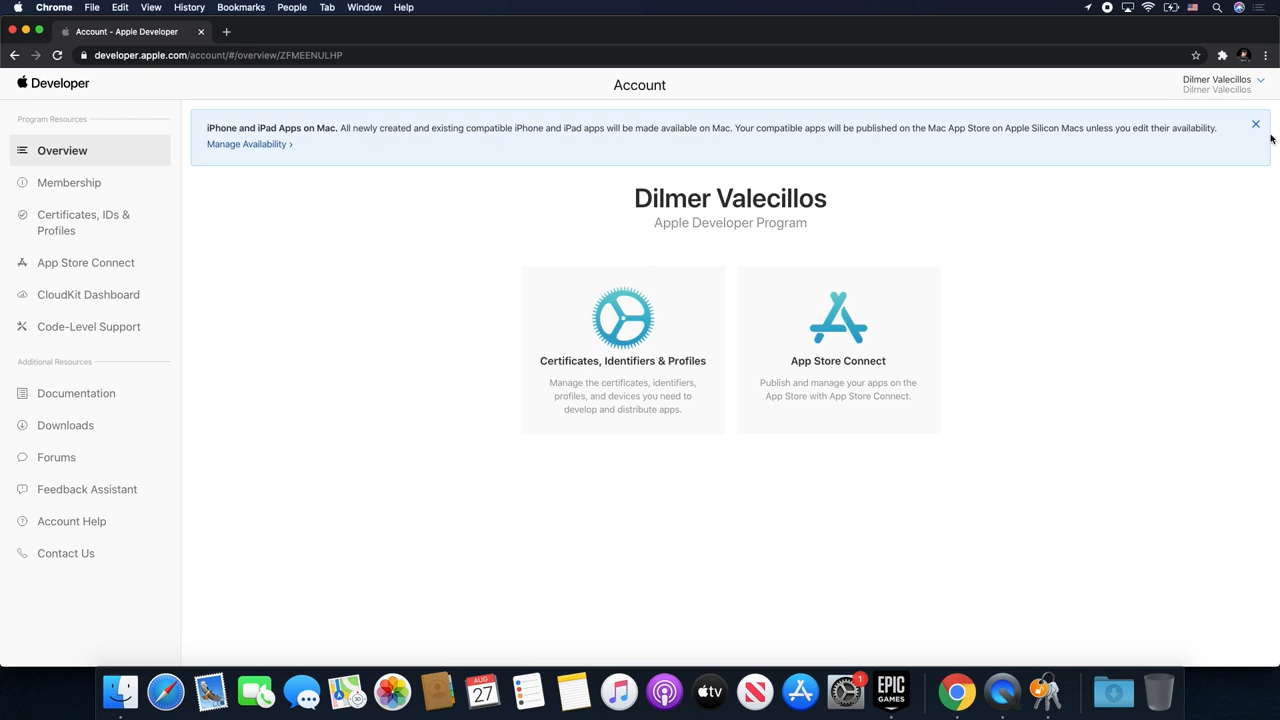 Chrome File Edit View History Bookmarks People Tab Window Help
Account - Apple Developer
developer.apple.com/account/#/overview/ZFMEENULHP
Developer
Account
Dilmer Valecillos
Dilmer Valecillos
Program Resources
Overview
Membership
Certificates, IDs &
Profiles
App Store Connect
CloudKit Dashboard
Code-Level Support
Additional Resources
Documentation
Downloads
Forums
Feedback Assistant
Account Help
Contact Us
iPhone and iPad Apps on Mac. All newly created and existing compatible iPhone and iPad apps will be made available on Mac. Your compatible apps will be published on the Mac App Store on Apple Silicon Macs unless you edit their availability.
Manage Availability ›
Dilmer Valecillos
Apple Developer Program
Certificates, Identifiers & Profiles
Manage the certificates, identifiers,
profiles, and devices you need to
develop and distribute apps.
App Store Connect
Publish and manage your apps on the
App Store with App Store Connect.
AUG
27
tv
1
EPIC
GAMES